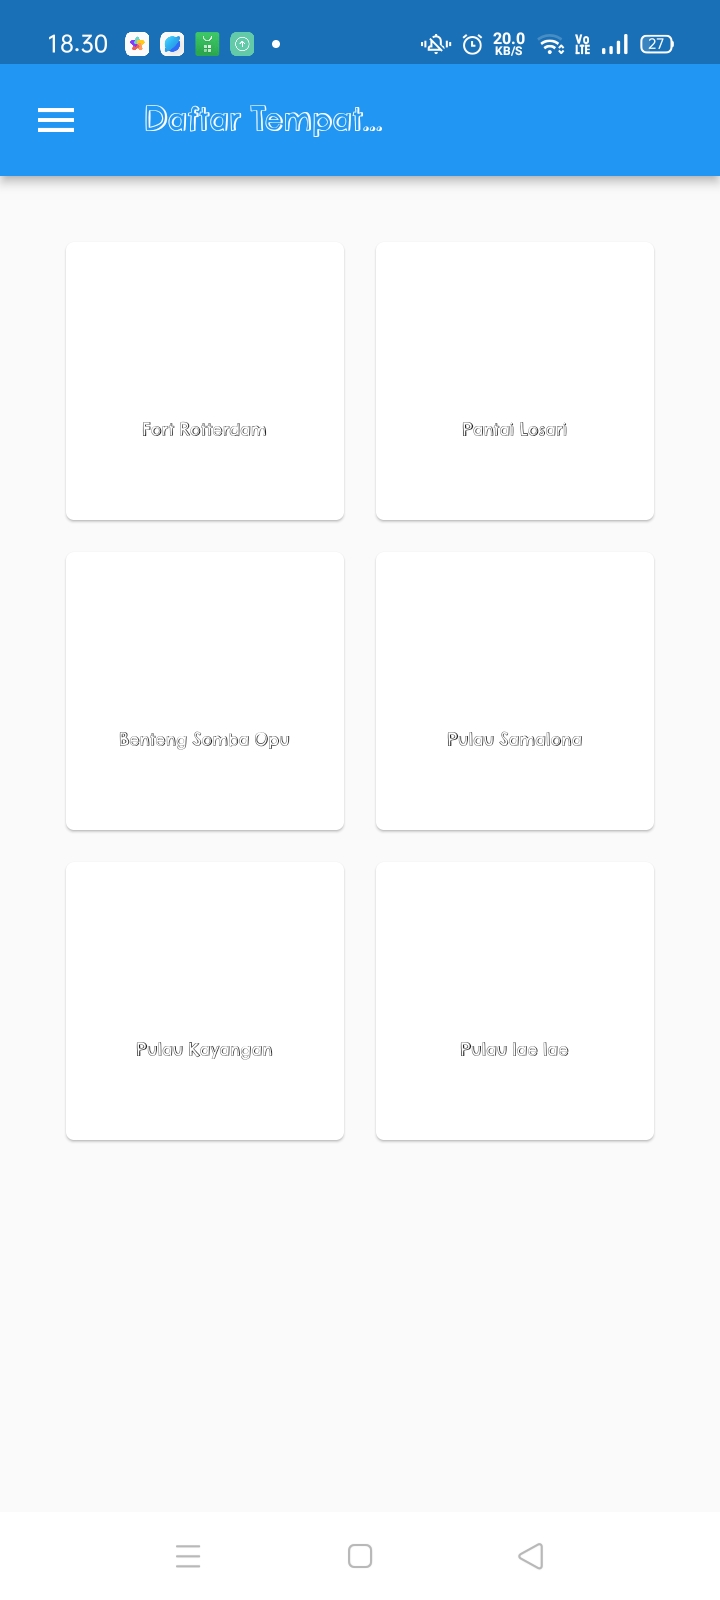 18.30 20.0 KB/S Vo LTE 27
Daftar Tempat...
Fort Rotterdam
Pantai Losari
Benteng Somba Opu
Pulau Samalona
Pulau Kayangan
Pulau lae lae